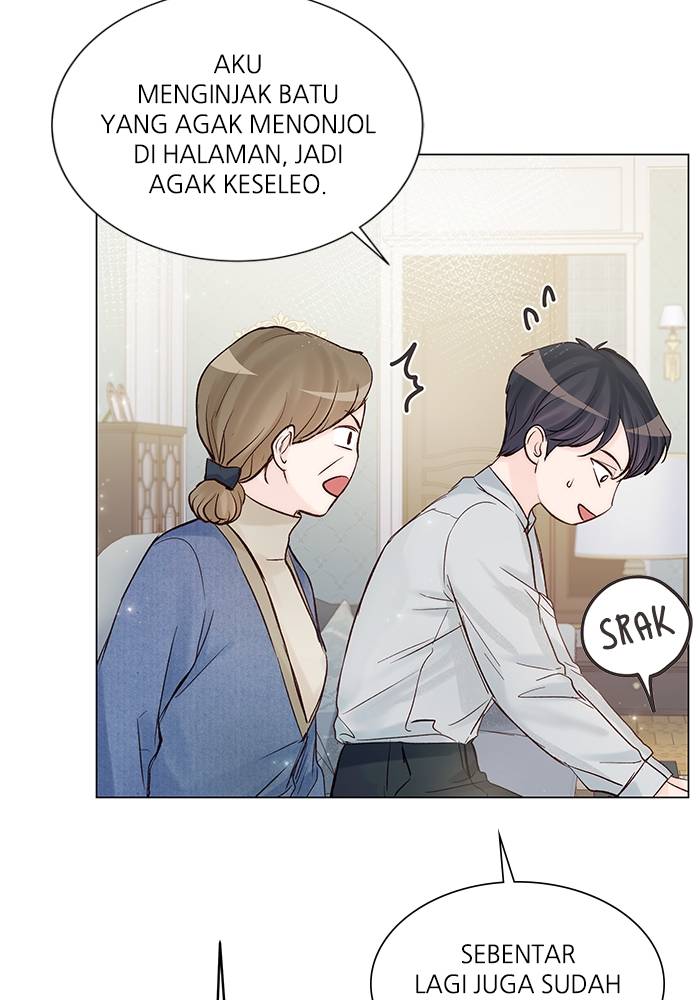 AKU
MENGINJAK BATU
YANG AGAK MENONJOL
DI HALAMAN, JADI
AGAK KESELEO.
SRAK
SEBENTAR
LAGI JUGA SUDAH